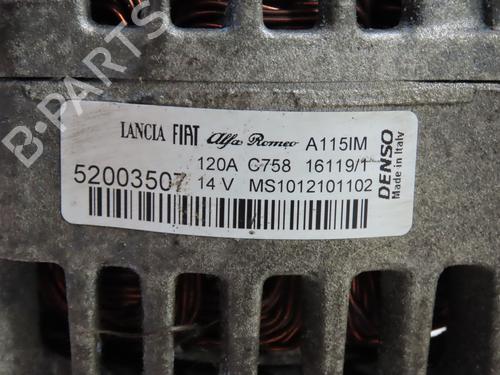 LANCIA FIAT Alfa Romeo A115IM
120A C758 16119/1
52003507 14 V MS1012101102
DENSO
Made in Italy
B-PARTS